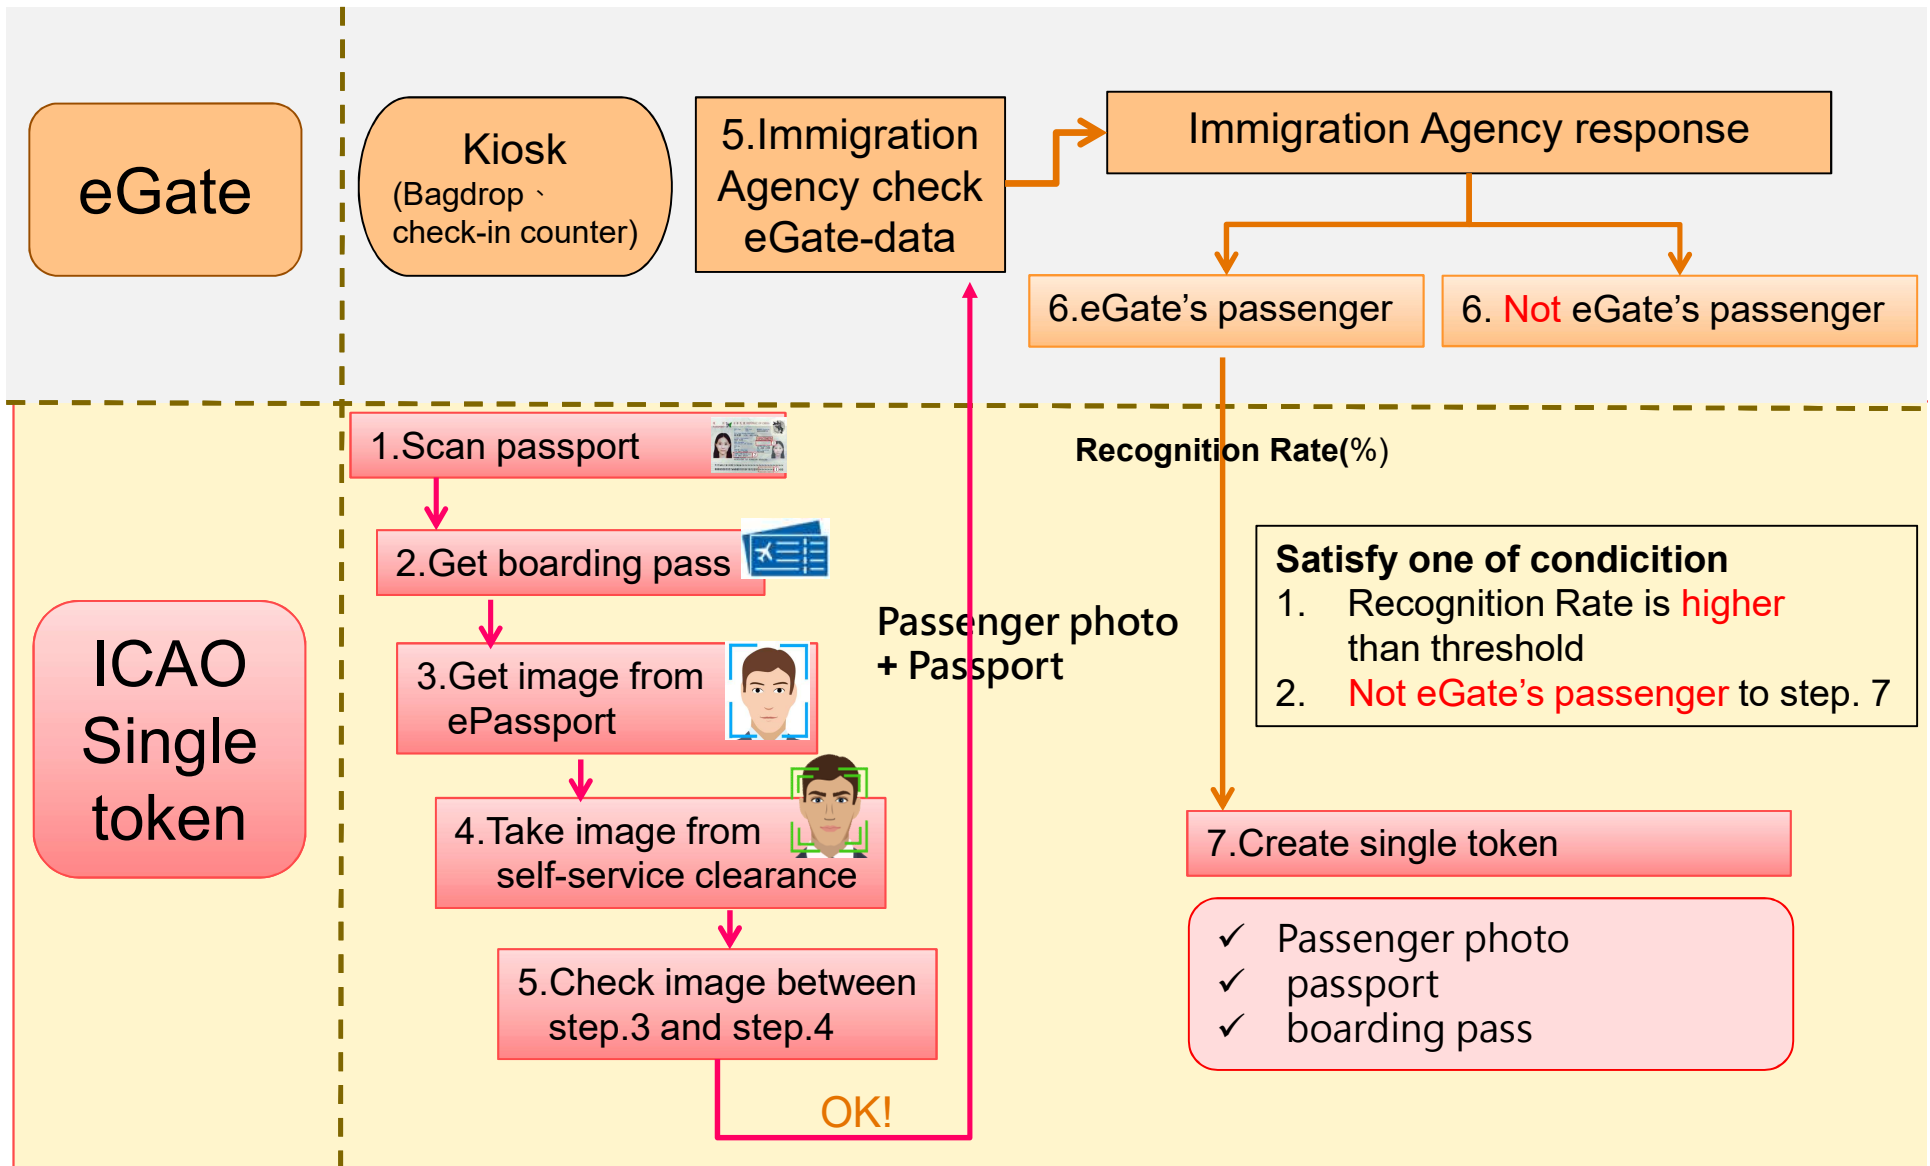 eGate
Kiosk
(Bagdrop、
check-in counter)
5.Immigration
Agency check
eGate-data
Immigration Agency response
6.eGate’s passenger
6. Not eGate’s passenger
ICAO
Single
token
1.Scan passport
2.Get boarding pass
3.Get image from
ePassport
4.Take image from
self-service clearance
5.Check image between
step.3 and step.4
OK!
Passenger photo
+ Passport
Recognition Rate(%)
Satisfy one of condicition
1. Recognition Rate is higher
than threshold
2. Not eGate’s passenger to step. 7
7.Create single token
✓ Passenger photo
✓ passport
✓ boarding pass